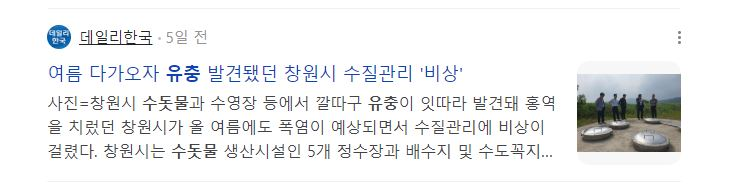 데일리
한국
데일리한국 · 5일 전
여름 다가오자 유충 발견됐던 창원시 수질관리 '비상'
사진=창원시 수돗물과 수영장 등에서 깔따구 유충이 잇따라 발견돼 홍역
을 치렀던 창원시가 올 여름에도 폭염이 예상되면서 수질관리에 비상이
걸렸다. 창원시는 수돗물 생산시설인 5개 정수장과 배수지 및 수도꼭지...